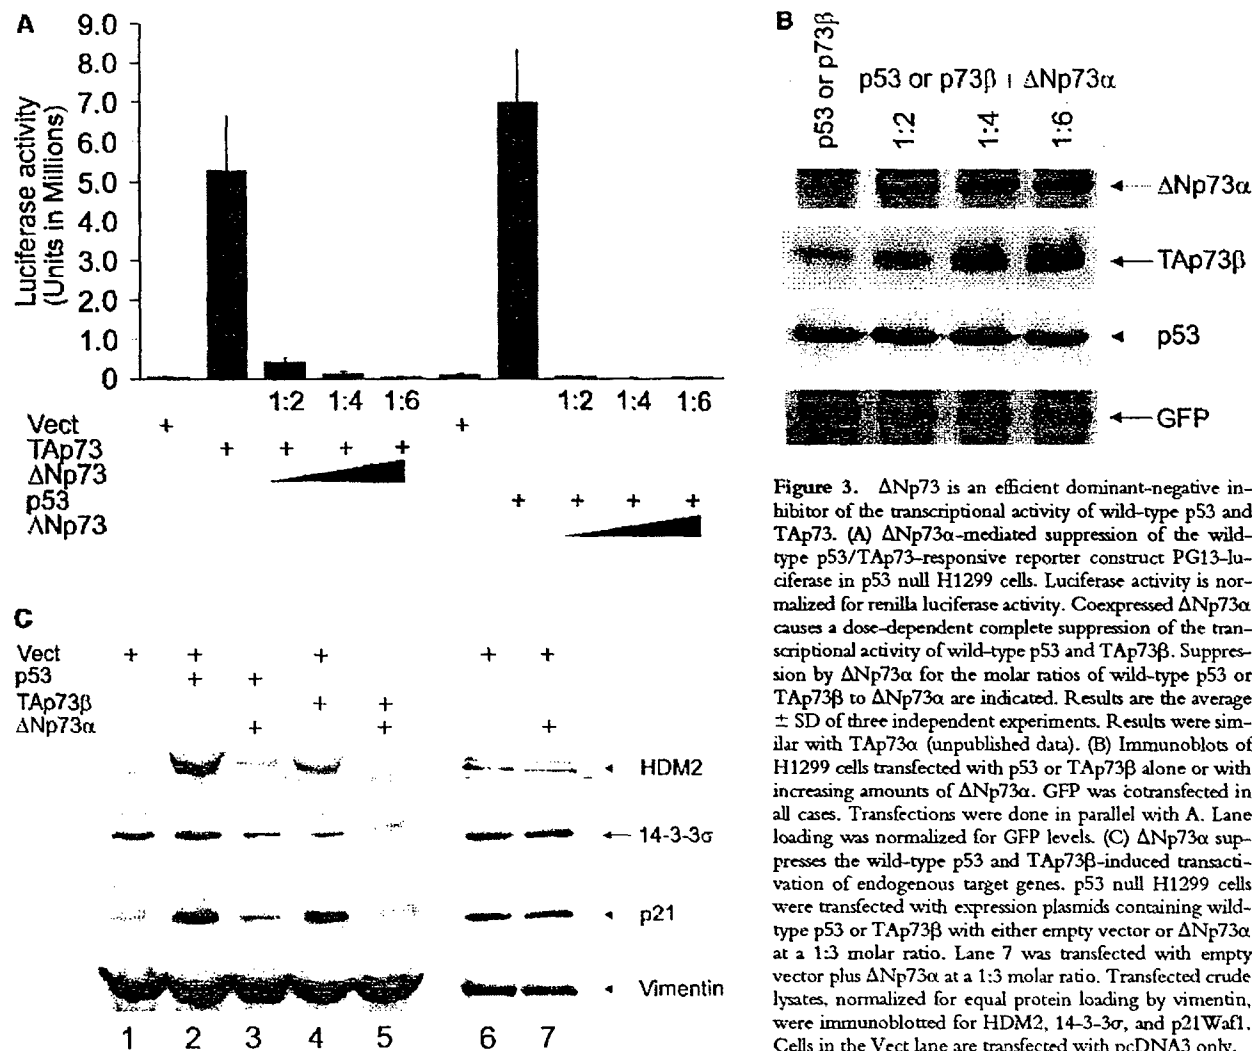 A
9.0
8.0
7.0
6.0
5.0
4.0
3.0
2.0
1.0
0
Luciferase activity
(Units in Millions)
1:2 1:4 1:6 1:2 1:4 1:6
Vect + +
TAp73 + + + +
ΔNp73
p53 + + + +
ΛNp73
B
p53 or p73β
p53 or p73β ı ΔNp73α
1:2 1:4 1:6
ΔNp73α
TAp73β
p53
GFP
C
Vect + + + + +
p53 + +
TAp73β + +
ΔNp73α + + +
HDM2
14-3-3σ
p21
Vimentin
1 2 3 4 5 6 7
Figure 3. ΔNp73 is an efficient dominant-negative in-
hibitor of the transcriptional activity of wild-type p53 and
TAp73. (A) ΔNp73α-mediated suppression of the wild-
type p53/TAp73-responsive reporter construct PG13-lu-
ciferase in p53 null H1299 cells. Luciferase activity is nor-
malized for renilla luciferase activity. Coexpressed ΔNp73α
causes a dose-dependent complete suppression of the tran-
scriptional activity of wild-type p53 and TAp73β. Suppres-
sion by ΔNp73α for the molar ratios of wild-type p53 or
TAp73β to ΔNp73α are indicated. Results are the average
± SD of three independent experiments. Results were sim-
ilar with TAp73α (unpublished data). (B) Immunoblots of
H1299 cells transfected with p53 or TAp73β alone or with
increasing amounts of ΔNp73α. GFP was cotransfected in
all cases. Transfections were done in parallel with A. Lane
loading was normalized for GFP levels. (C) ΔNp73α sup-
presses the wild-type p53 and TAp73β-induced transacti-
vation of endogenous target genes. p53 null H1299 cells
were transfected with expression plasmids containing wild-
type p53 or TAp73β with either empty vector or ΔNp73α
at a 1:3 molar ratio. Lane 7 was transfected with empty
vector plus ΔNp73α at a 1:3 molar ratio. Transfected crude
lysates, normalized for equal protein loading by vimentin,
were immunoblotted for HDM2, 14-3-3σ, and p21Waf1.
Cells in the Vect lane are transfected with pcDNA3 only.